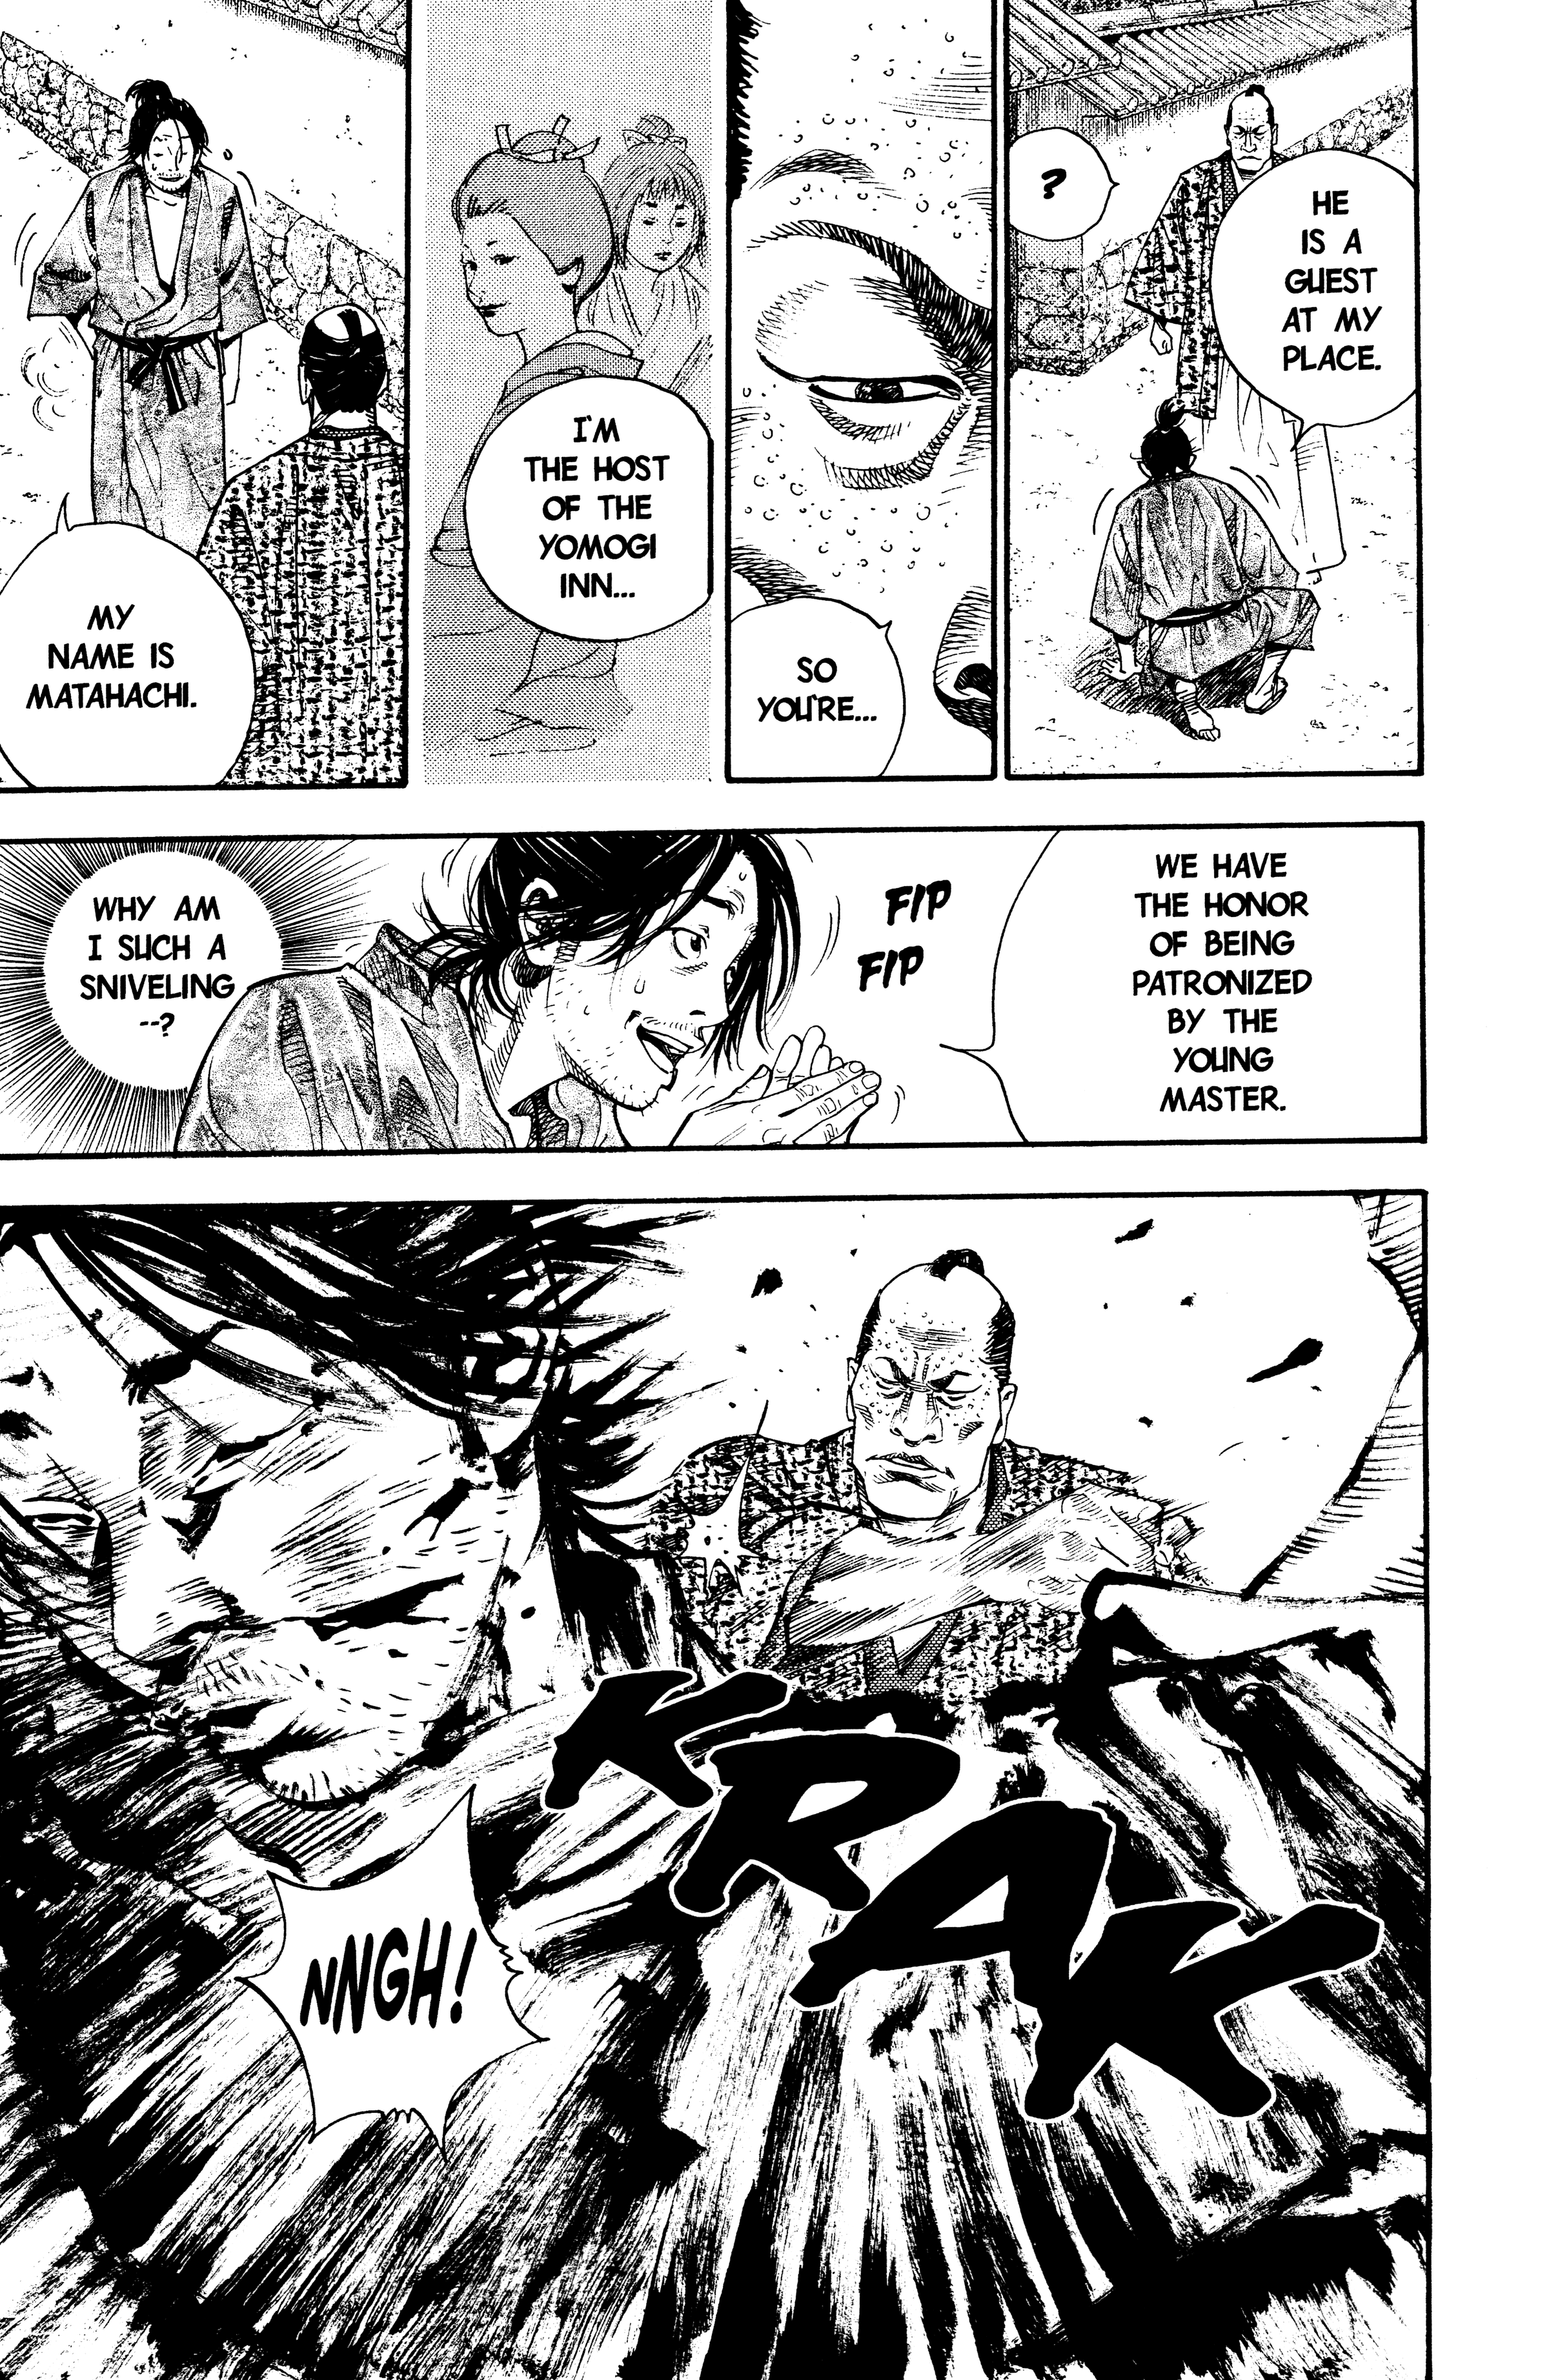 HE
IS A
GUEST
AT MY
PLACE.
?
SO
YOU'RE...
I'M
THE HOST
OF THE
YOMOGI
INN...
MY
NAME IS
MATAHACHI.
WE HAVE
THE HONOR
OF BEING
PATRONIZED
BY THE
YOUNG
MASTER.
FIP
FIP
WHY AM
I SUCH A
SNIVELING
--?
KRAK
NNGH!